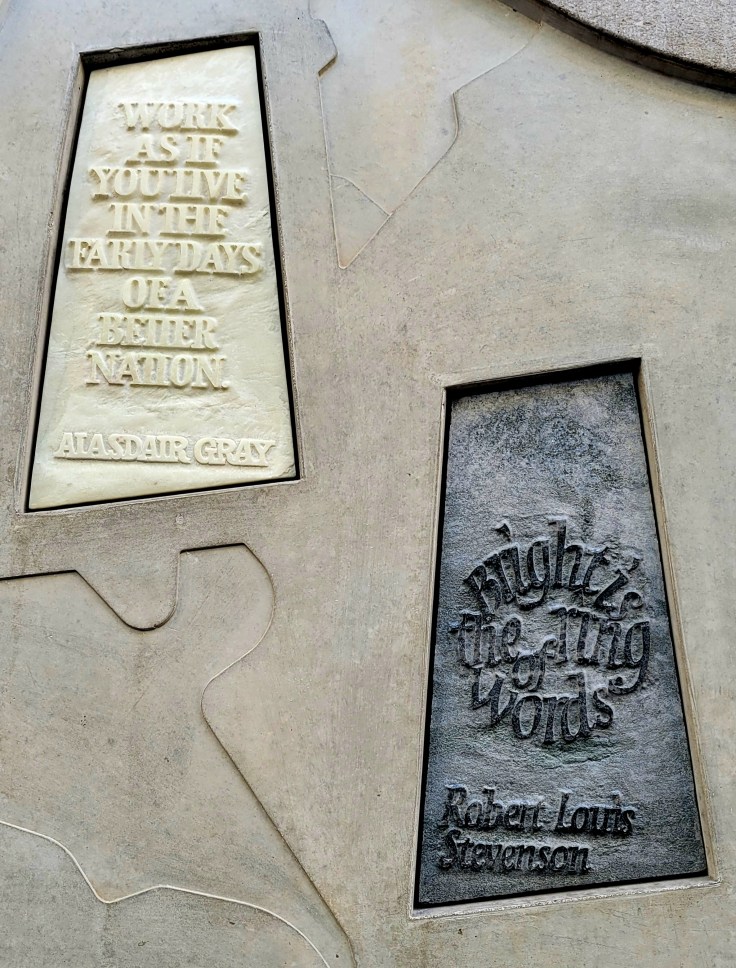 WORK
AS IF
YOU LIVE
IN THE
EARLY DAYS
OF A
BETTER
NATION.
ALASDAIR GRAY
Bright is
the ring
of
words
Robert Louis
Stevenson